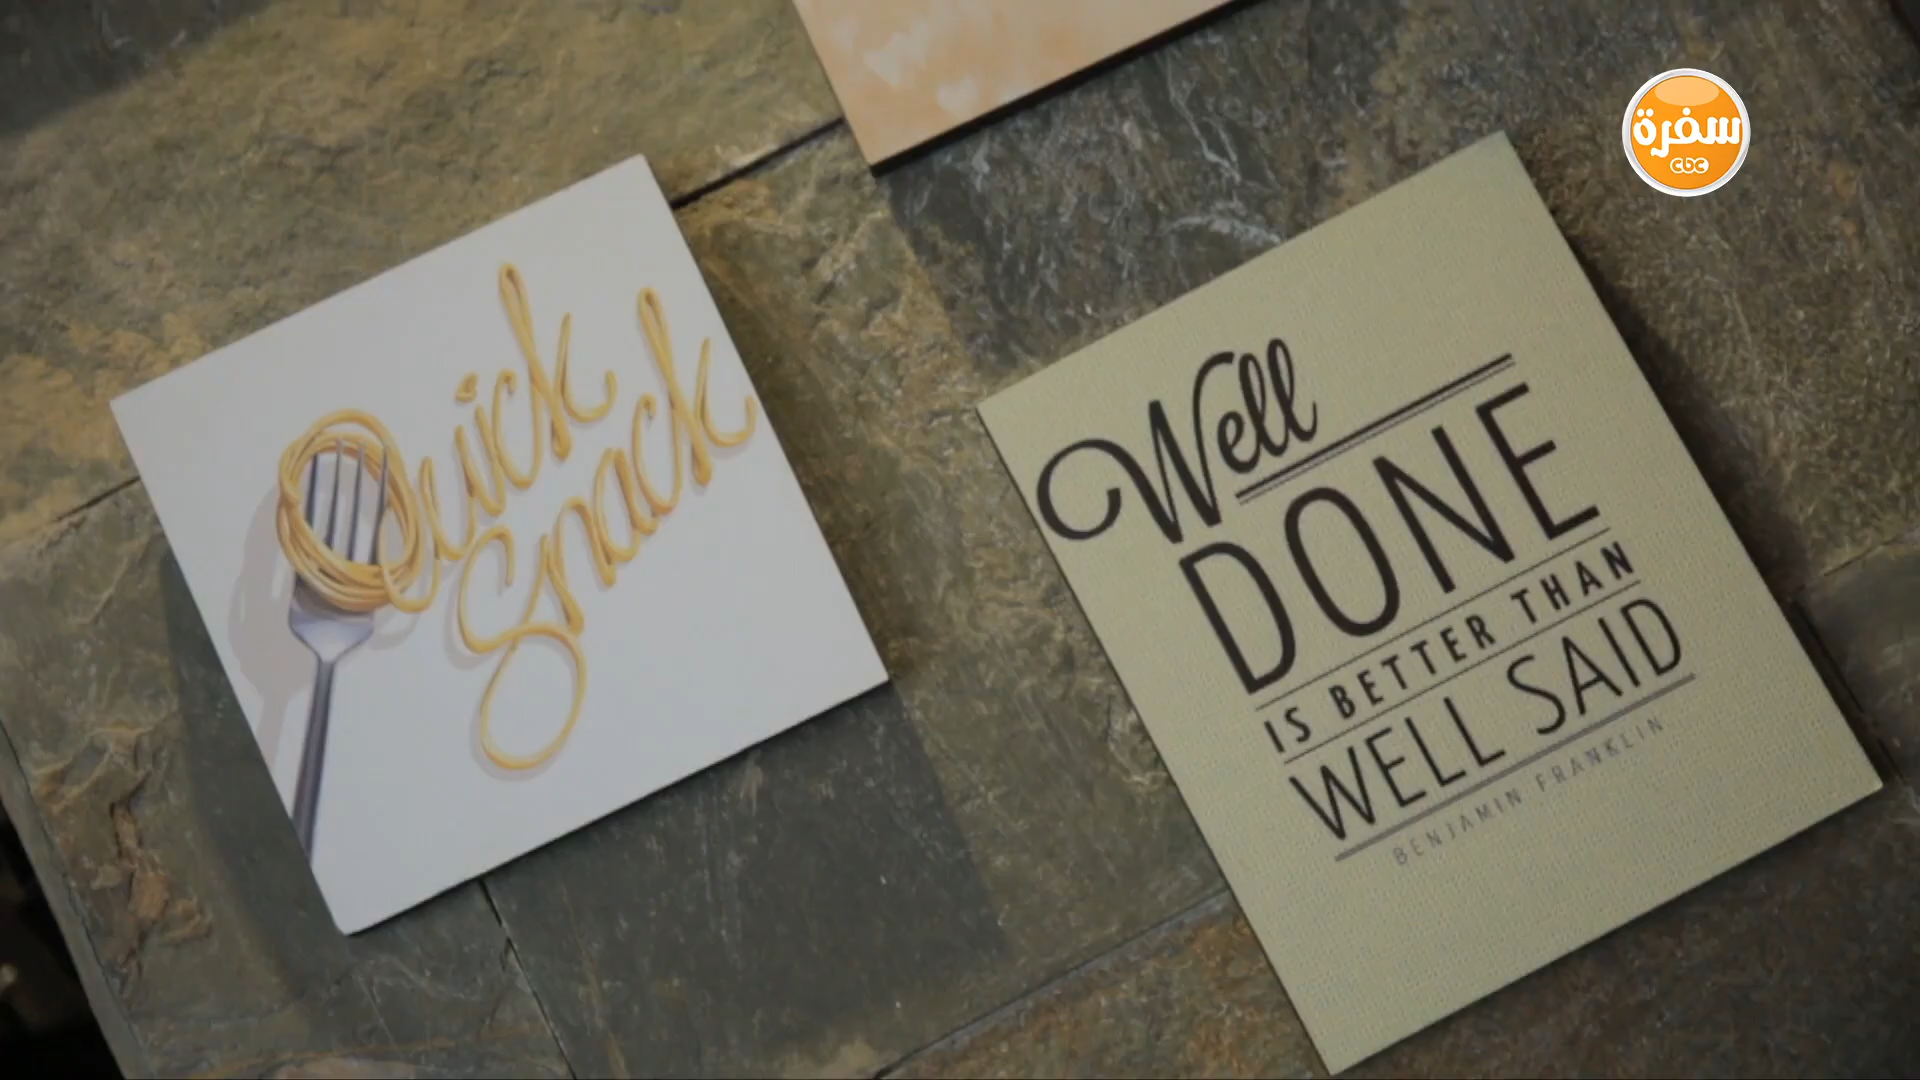 Quick
Snack
Well
DONE
IS BETTER THAN
WELL SAID
BENJAMIN FRANKLIN
سفرة
cbc